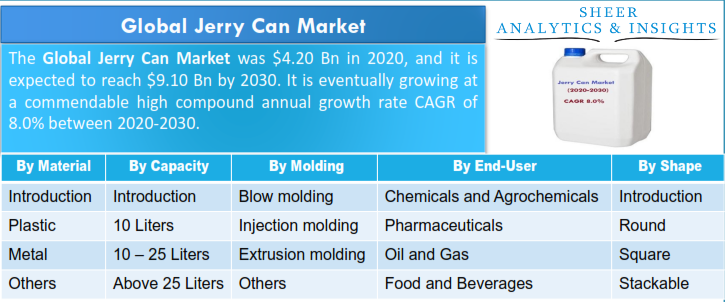 Global Jerry Can Market
SHEER
ANALYTICS & INSIGHTS
The Global Jerry Can Market was $4.20 Bn in 2020, and it is
expected to reach $9.10 Bn by 2030. It is eventually growing at
a commendable high compound annual growth rate CAGR of
8.0% between 2020-2030.
Jerry Can Market
(2020-2030)
CAGR 8.0%
By Material By Capacity By Molding By End-User By Shape
Introduction Introduction Blow molding Chemicals and Agrochemicals Introduction
Plastic 10 Liters Injection molding Pharmaceuticals Round
Metal 10 – 25 Liters Extrusion molding Oil and Gas Square
Others Above 25 Liters Others Food and Beverages Stackable